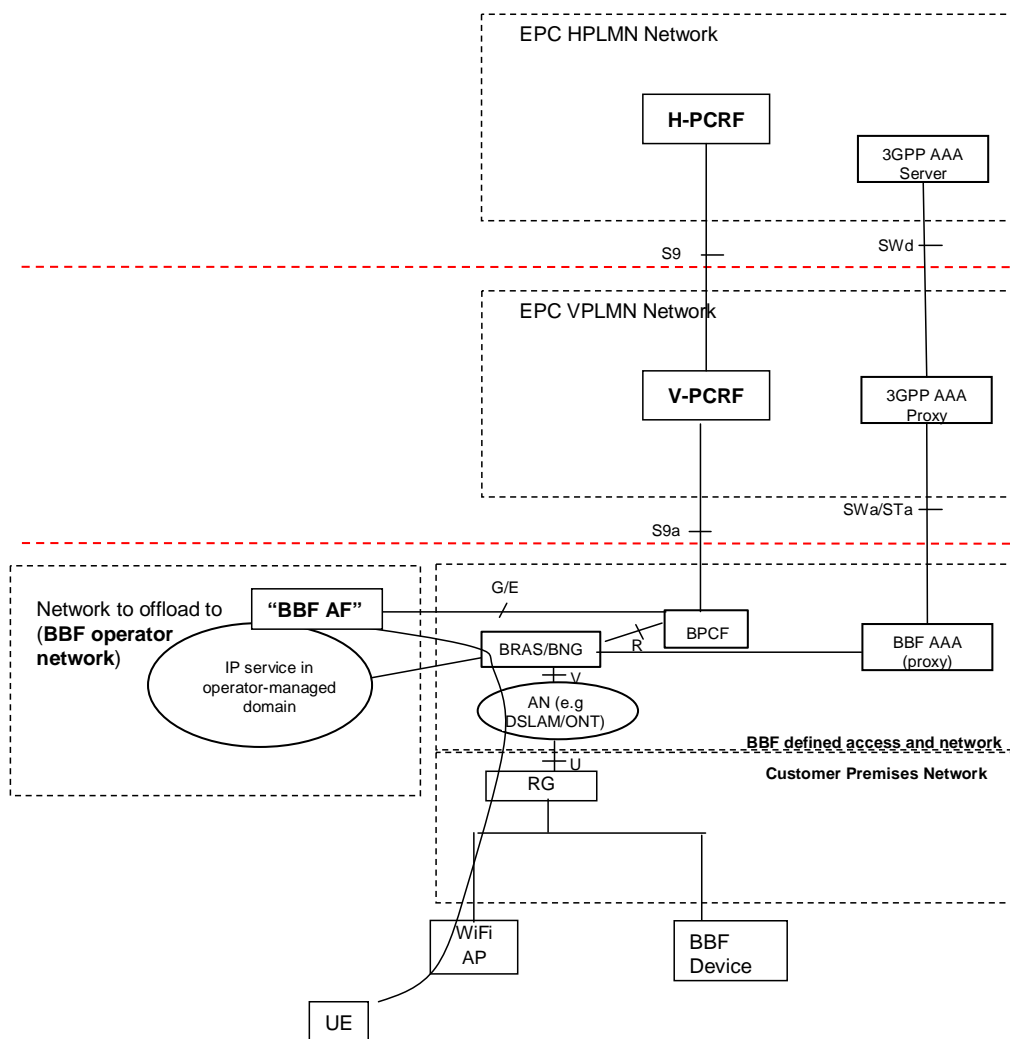 EPC HPLMN Network
H-PCRF
3GPP AAA
Server
S9
SWd
EPC VPLMN Network
V-PCRF
3GPP AAA
Proxy
SWa/STa
S9a
Network to offload to
(BBF operator
network)
"BBF AF"
G/E
BPCF
R
BRAS/BNG
BBF AAA
(proxy)
IP service in
operator-managed
domain
V
AN (e.g
DSLAM/ONT)
BBF defined access and network
U
Customer Premises Network
RG
WiFi
AP
BBF
Device
UE